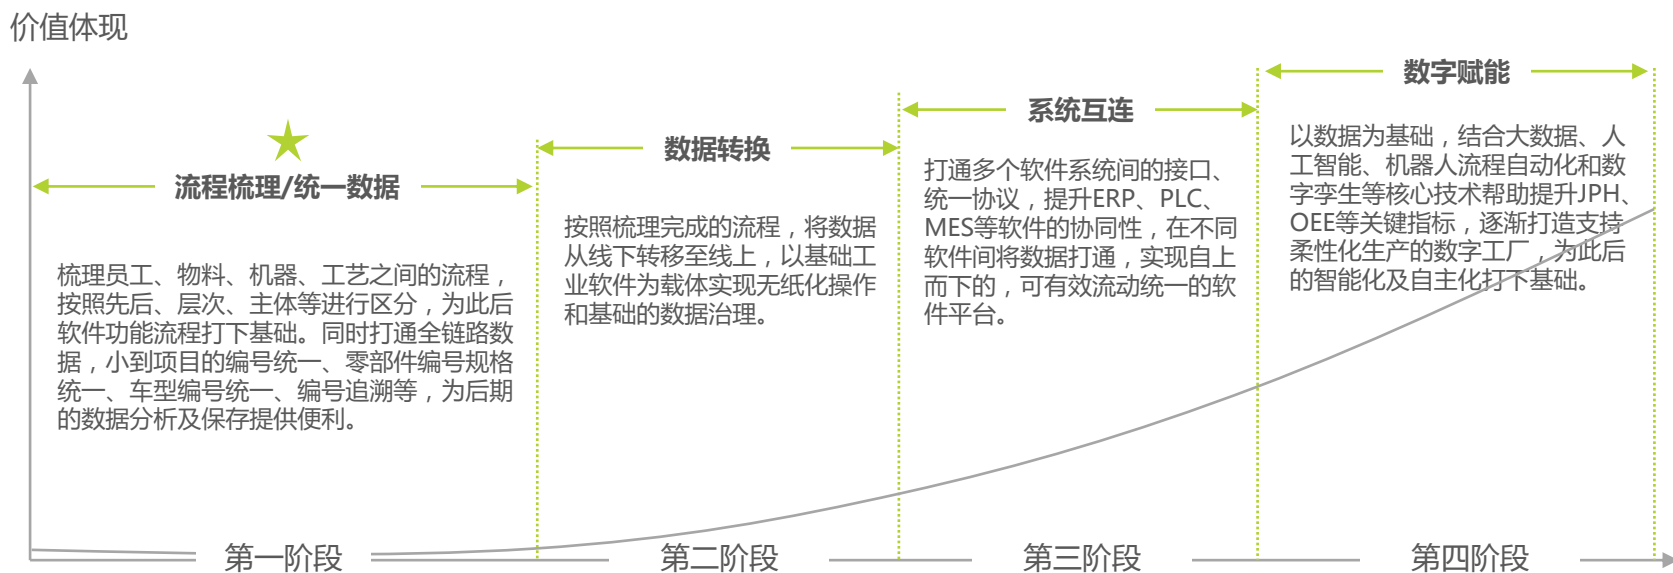 价值体现
流程梳理/统一数据
梳理员工、物料、机器、工艺之间的流程，
按照先后、层次、主体等进行区分，为此后
软件功能流程打下基础。同时打通全链路数
据，小到项目的编号统一、零部件编号规格
统一、车型编号统一、编号追溯等，为后期
的数据分析及保存提供便利。
数据转换
按照梳理完成的流程，将数据
从线下转移至线上，以基础工
业软件为载体实现无纸化操作
和基础的数据治理。
系统互连
打通多个软件系统间的接口、
统一协议，提升ERP、PLC、
MES等软件的协同性，在不同
软件间将数据打通，实现自上
而下的，可有效流动统一的软
件平台。
数字赋能
以数据为基础，结合大数据、人
工智能、机器人流程自动化和数
字孪生等核心技术帮助提升JPH、
OEE等关键指标，逐渐打造支持
柔性化生产的数字工厂，为此后
的智能化及自主化打下基础。
第一阶段
第二阶段
第三阶段
第四阶段